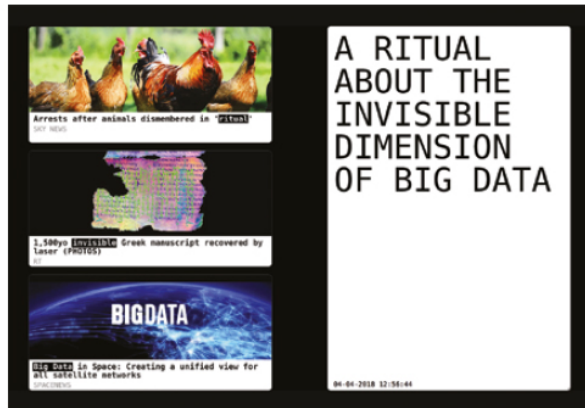 Arrests after animals dismembered in 'ritual'
SKY NEWS
1,500yo invisible Greek manuscript recovered by
laser (PHOTOS)
RT
BIGDATA
Big Data in Space: Creating a unified view for
all satellite networks
SPACENEWS
A RITUAL
ABOUT THE
INVISIBLE
DIMENSION
OF BIG DATA
04-04-2018 12:56:44